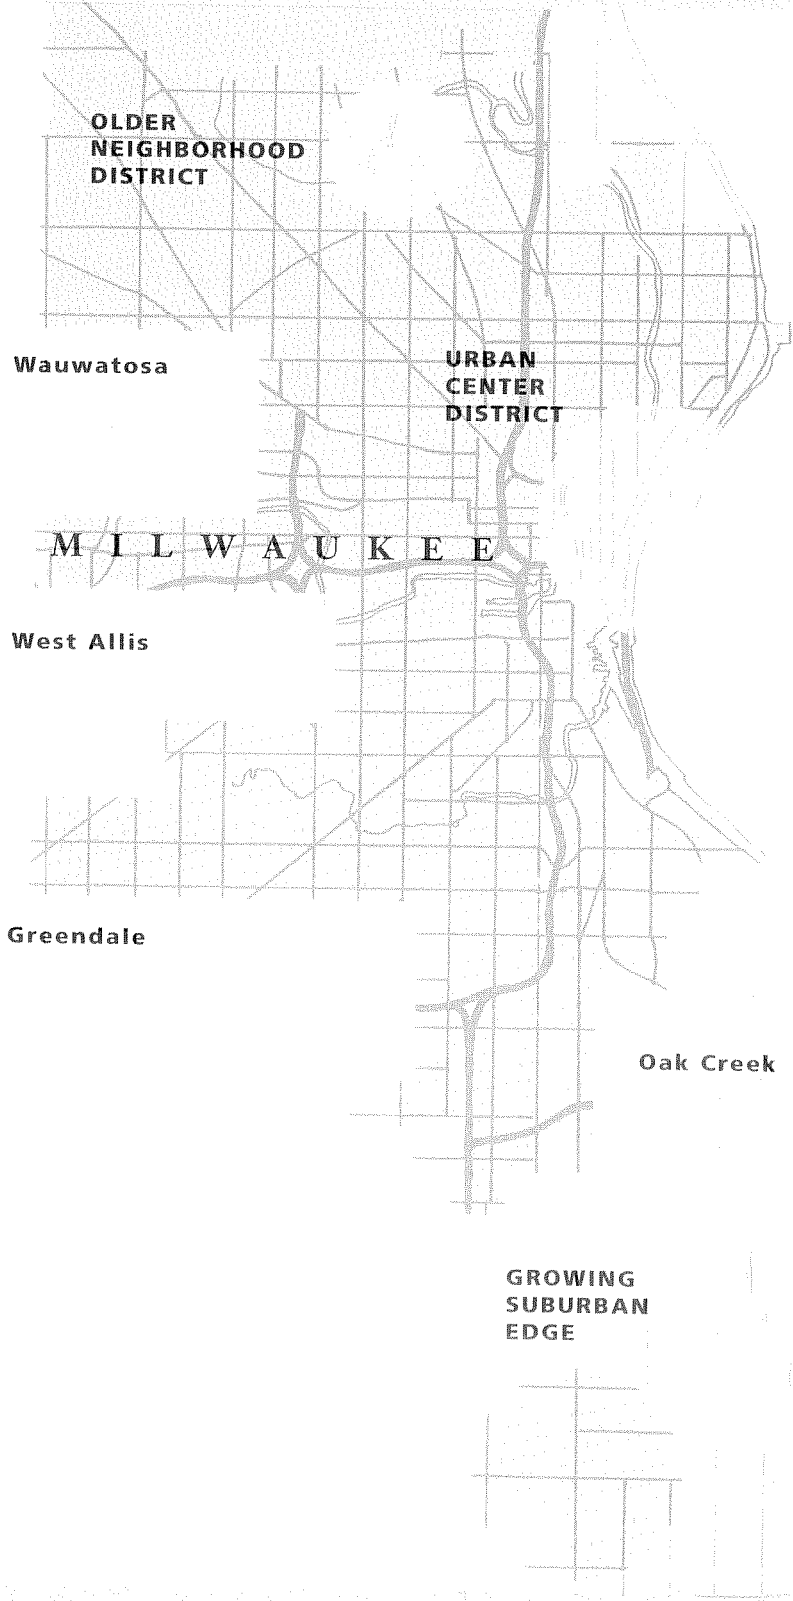 OLDER
NEIGHBORHOOD
DISTRICT
Wauwatosa
URBAN
CENTER
DISTRICT
MILWAUKEE
West Allis
Greendale
Oak Creek
GROWING
SUBURBAN
EDGE